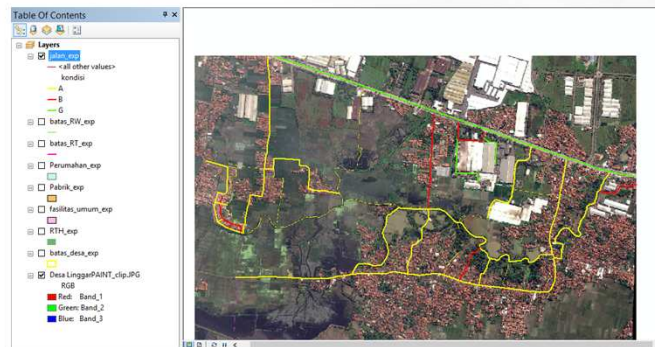 Table Of Contents
Layers
jalan_exp
<all other values>
kondisi
A
B
G
batas_RW_exp
batas_RT_exp
Perumahan_exp
Pabrik_exp
fasilitas_umum_exp
RTH_exp
batas_desa_exp
Desa LinggarPAINT_clip.JPG
RGB
Red: Band_1
Green: Band_2
Blue: Band_3